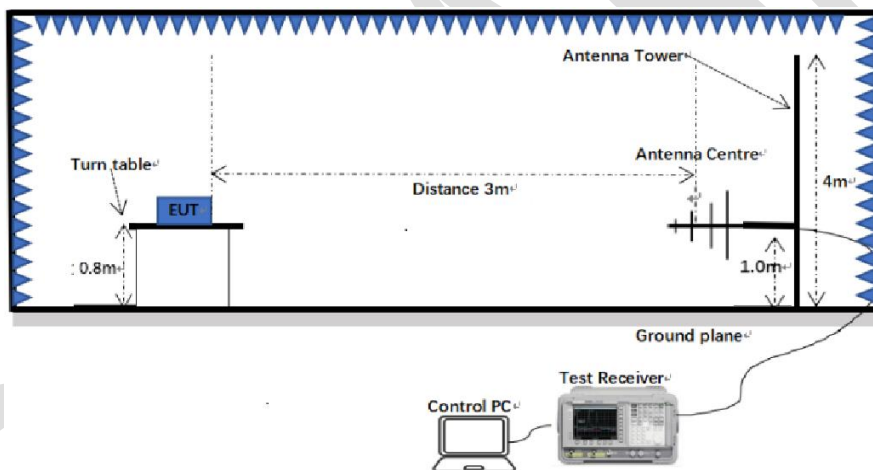 Antenna Tower
Antenna Centre
Turn table
Distance 3m
4m
EUT
0.8m
1.0m
Ground plane
Test Receiver
Control PC